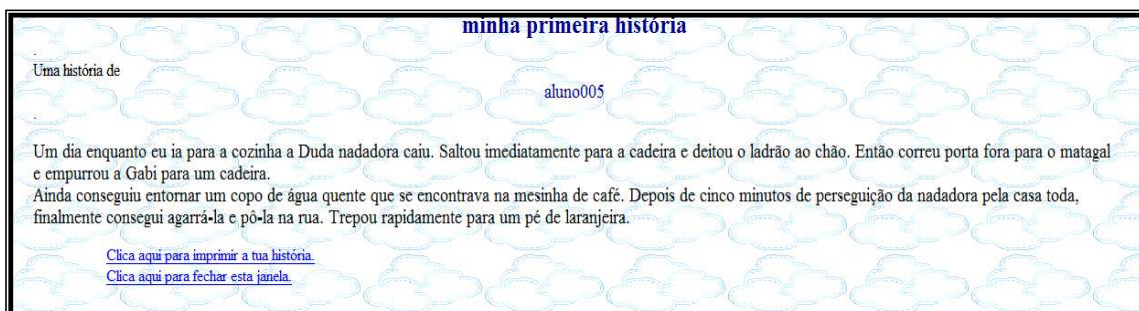 minha primeira história
.
Uma história de
aluno005
.
Um dia enquanto eu ia para a cozinha a Duda nadadora caiu. Saltou imediatamente para a cadeira e deitou o ladrão ao chão. Então correu porta fora para o matagal
e empurrou a Gabi para um cadeira.
Ainda conseguiu entornar um copo de água quente que se encontrava na mesinha de café. Depois de cinco minutos de perseguição da nadadora pela casa toda,
finalmente consegui agarrá-la e pô-la na rua. Trepou rapidamente para um pé de laranjeira.
Clica aqui para imprimir a tua história.
Clica aqui para fechar esta janela.